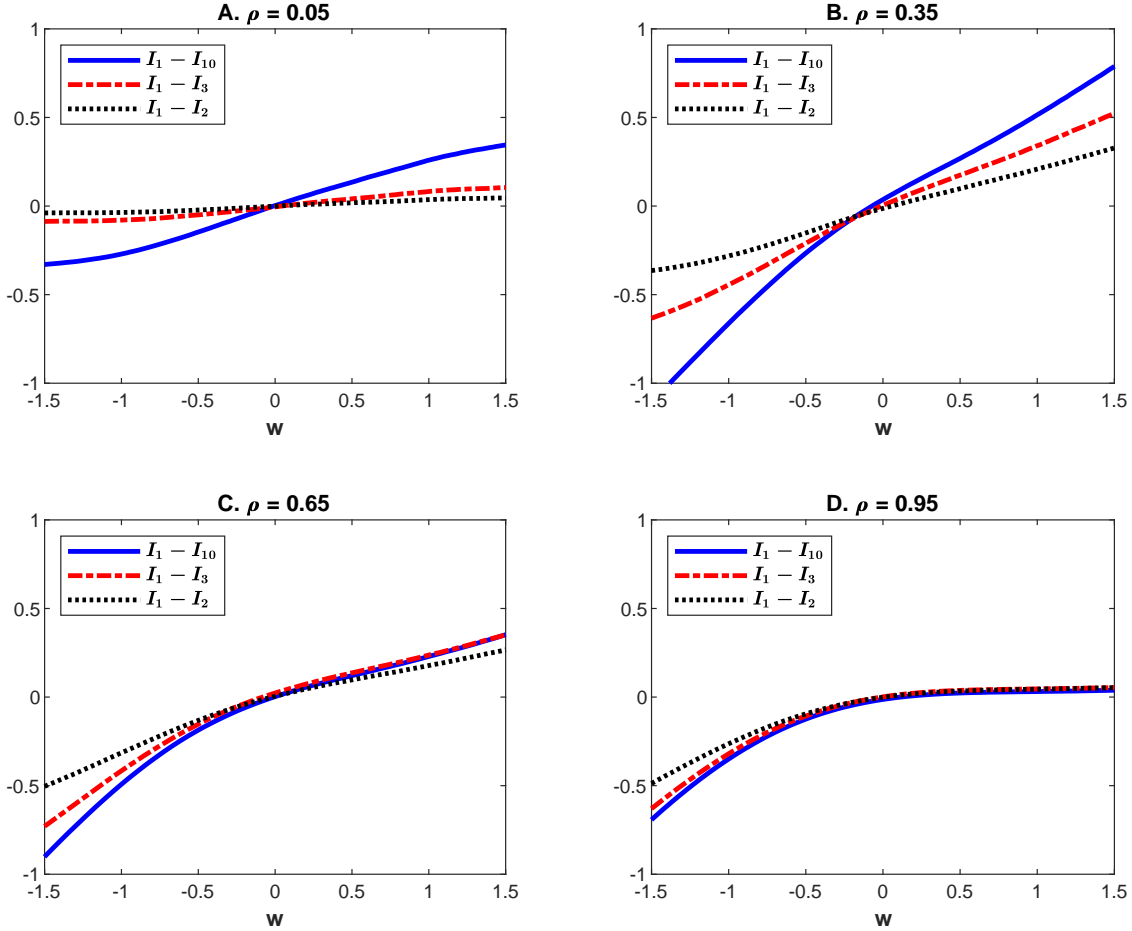 A. ρ = 0.05
1
0.5
0
-0.5
-1
I₁ − I₁₀
I₁ − I₃
I₁ − I₂
-1.5 -1 -0.5 0 0.5 1 1.5
w
B. ρ = 0.35
1
0.5
0
-0.5
-1
I₁ − I₁₀
I₁ − I₃
I₁ − I₂
-1.5 -1 -0.5 0 0.5 1 1.5
w
C. ρ = 0.65
1
0.5
0
-0.5
-1
I₁ − I₁₀
I₁ − I₃
I₁ − I₂
-1.5 -1 -0.5 0 0.5 1 1.5
w
D. ρ = 0.95
1
0.5
0
-0.5
-1
I₁ − I₁₀
I₁ − I₃
I₁ − I₂
-1.5 -1 -0.5 0 0.5 1 1.5
w